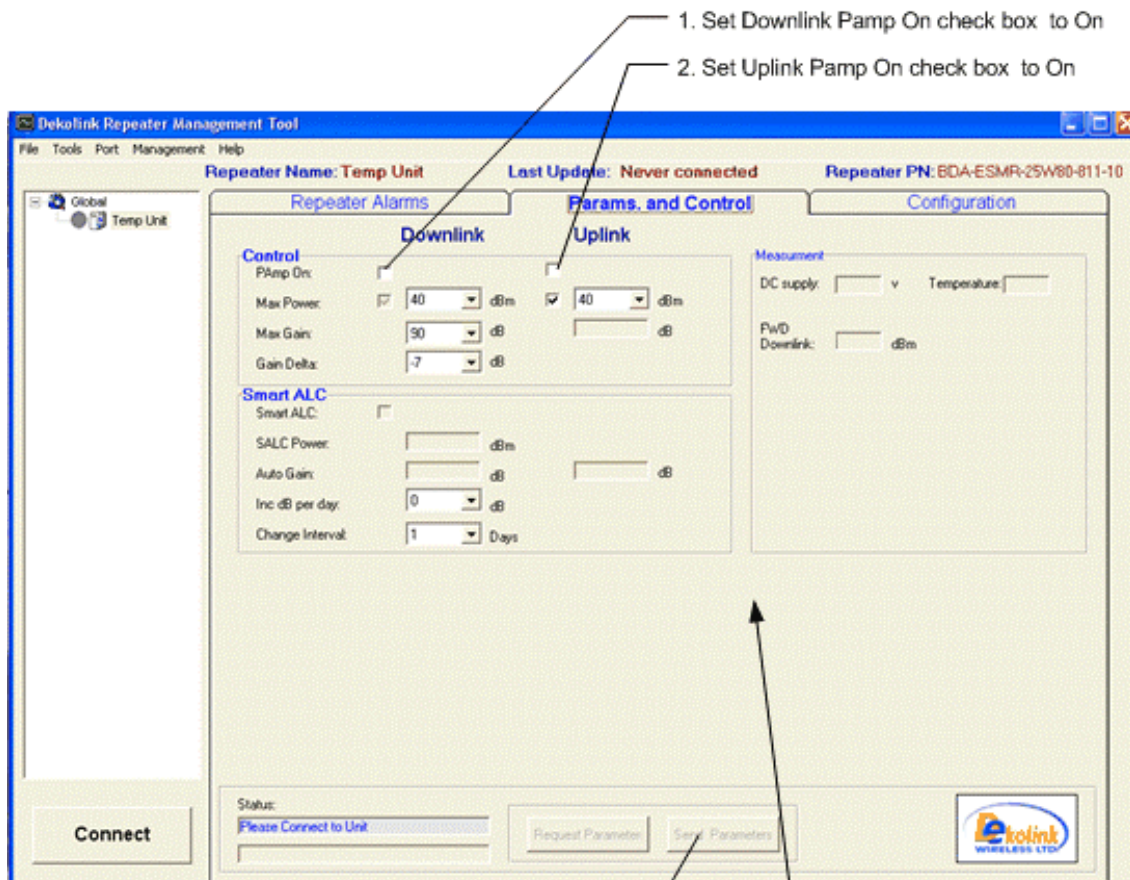 1. Set Downlink Pamp On check box to On
2. Set Uplink Pamp On check box to On
Dekolink Repeater Management Tool
File Tools Port Management Help
Repeater Name: Temp Unit Last Update: Never connected Repeater PN: BDA-ESMR-25W80-811-10
Global
Temp Unit
Repeater Alarms Params. and Control Configuration
Downlink Uplink
Control
PAmp On:
Max Power: 40 dBm 40 dBm
Max Gain: 90 dB dB
Gain Delta: -7 dB
Smart ALC
Smart ALC:
SALC Power: dBm
Auto Gain: dB dB
Inc dB per day: 0 dB
Change Interval: 1 Days
Measurment
DC supply: v Temperature:
FWD
Downlink: dBm
Connect
Status:
Please Connect to Unit
Request Parameter Send Parameters
Dekolink
WIRELESS LTD